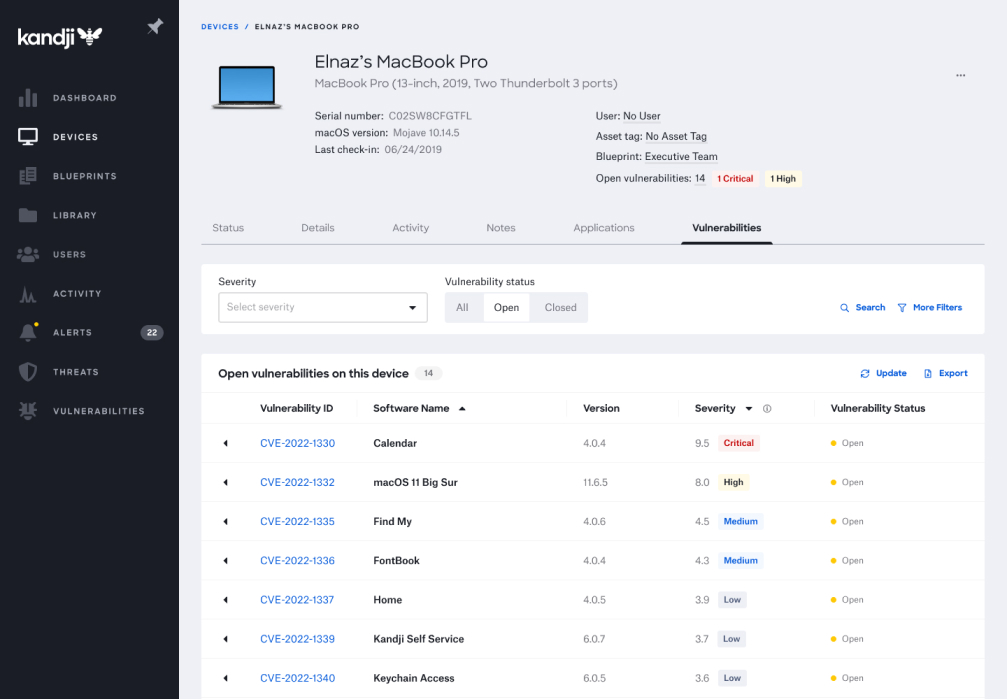 kandji
DEVICES / ELNAZ'S MACBOOK PRO
Elnaz's MacBook Pro
MacBook Pro (13-inch, 2019, Two Thunderbolt 3 ports)
...
Serial number: C02SW8CFGTFL
macOS version: Mojave 10.14.5
Last check-in: 06/24/2019
User: No User
Asset tag: No Asset Tag
Blueprint: Executive Team
Open vulnerabilities: 14 1 Critical 1 High
DASHBOARD
DEVICES
BLUEPRINTS
LIBRARY
USERS
ACTIVITY
ALERTS 22
THREATS
VULNERABILITIES
Status Details Activity Notes Applications Vulnerabilities
Severity Vulnerability status
Select severity All Open Closed Search More Filters
Open vulnerabilities on this device 14 Update Export
Vulnerability ID Software Name Version Severity Vulnerability Status
CVE-2022-1330 Calendar 4.0.4 9.5 Critical Open
CVE-2022-1332 macOS 11 Big Sur 11.6.5 8.0 High Open
CVE-2022-1335 Find My 4.0.6 4.5 Medium Open
CVE-2022-1336 FontBook 4.0.4 4.3 Medium Open
CVE-2022-1337 Home 4.0.5 3.9 Low Open
CVE-2022-1339 Kandji Self Service 6.0.7 3.7 Low Open
CVE-2022-1340 Keychain Access 6.0.5 3.6 Low Open